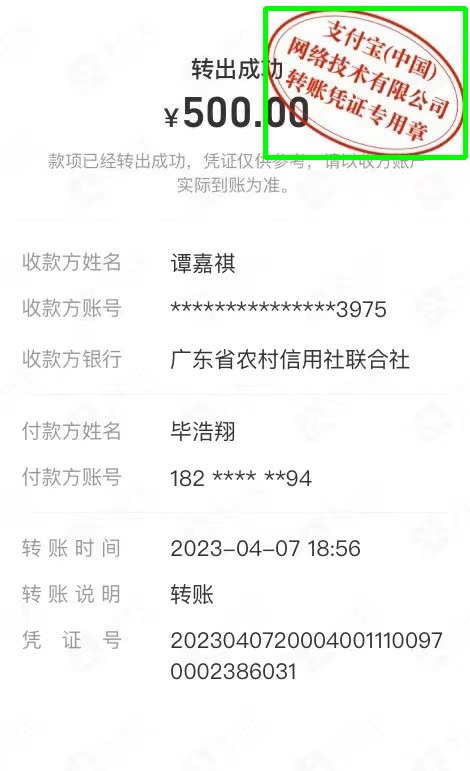 支付宝(中国)
网络技术有限公司
转账凭证专用章
转出成功
¥500.00
款项已经转出成功，凭证仅供参考，请以收方账户
实际到账为准。
收款方姓名 谭嘉祺
收款方账号 ***************3975
收款方银行 广东省农村信用社联合社
付款方姓名 毕浩翔
付款方账号 182 **** **94
转账时间 2023-04-07 18:56
转账说明 转账
凭证号 2023040720004001110097
0002386031